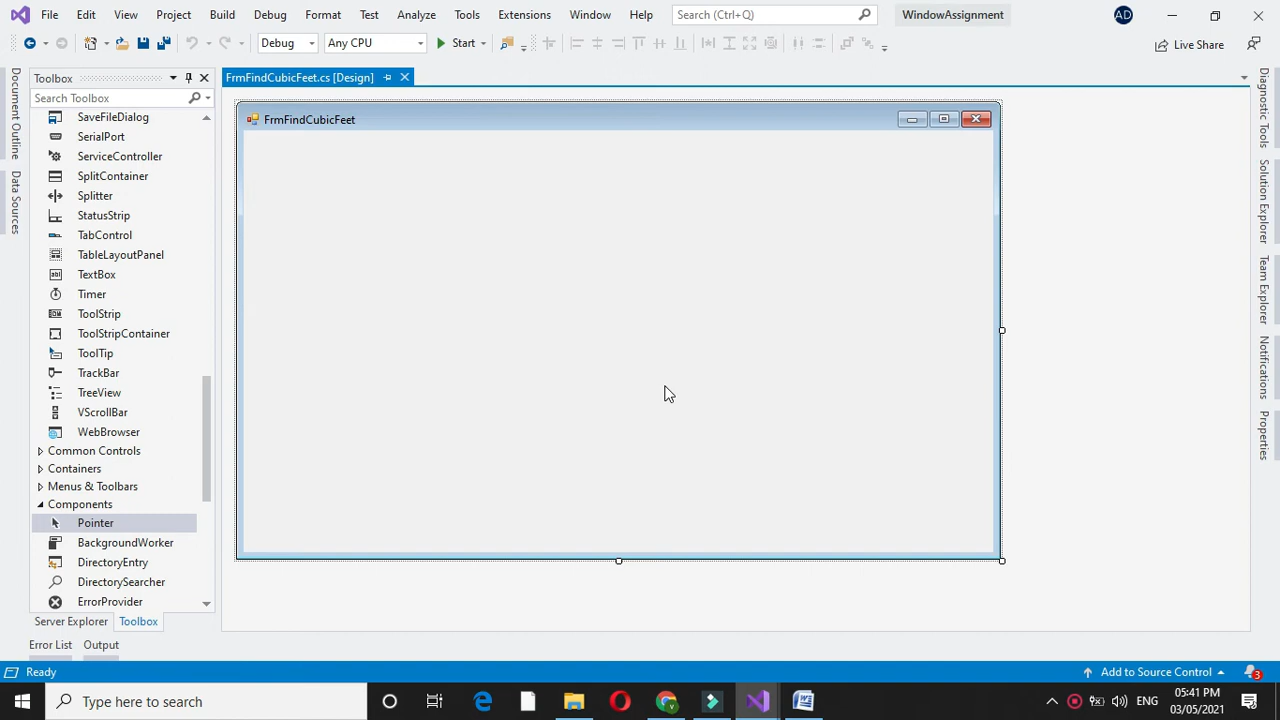 File Edit View Project Build Debug Format Test Analyze Tools Extensions Window Help Search (Ctrl+Q) WindowAssignment AD
Debug Any CPU Start Live Share
Toolbox
FrmFindCubicFeet.cs [Design]
Search Toolbox
SaveFileDialog
SerialPort
ServiceController
SplitContainer
Splitter
StatusStrip
TabControl
TableLayoutPanel
TextBox
Timer
ToolStrip
ToolStripContainer
ToolTip
TrackBar
TreeView
VScrollBar
WebBrowser
Common Controls
Containers
Menus & Toolbars
Components
Pointer
BackgroundWorker
DirectoryEntry
DirectorySearcher
ErrorProvider
Server Explorer Toolbox
Document Outline
Data Sources
FrmFindCubicFeet
Diagnostic Tools
Solution Explorer
Team Explorer
Notifications
Properties
Error List Output
Ready
Add to Source Control
3
Type here to search
ENG
05:41 PM
03/05/2021
3